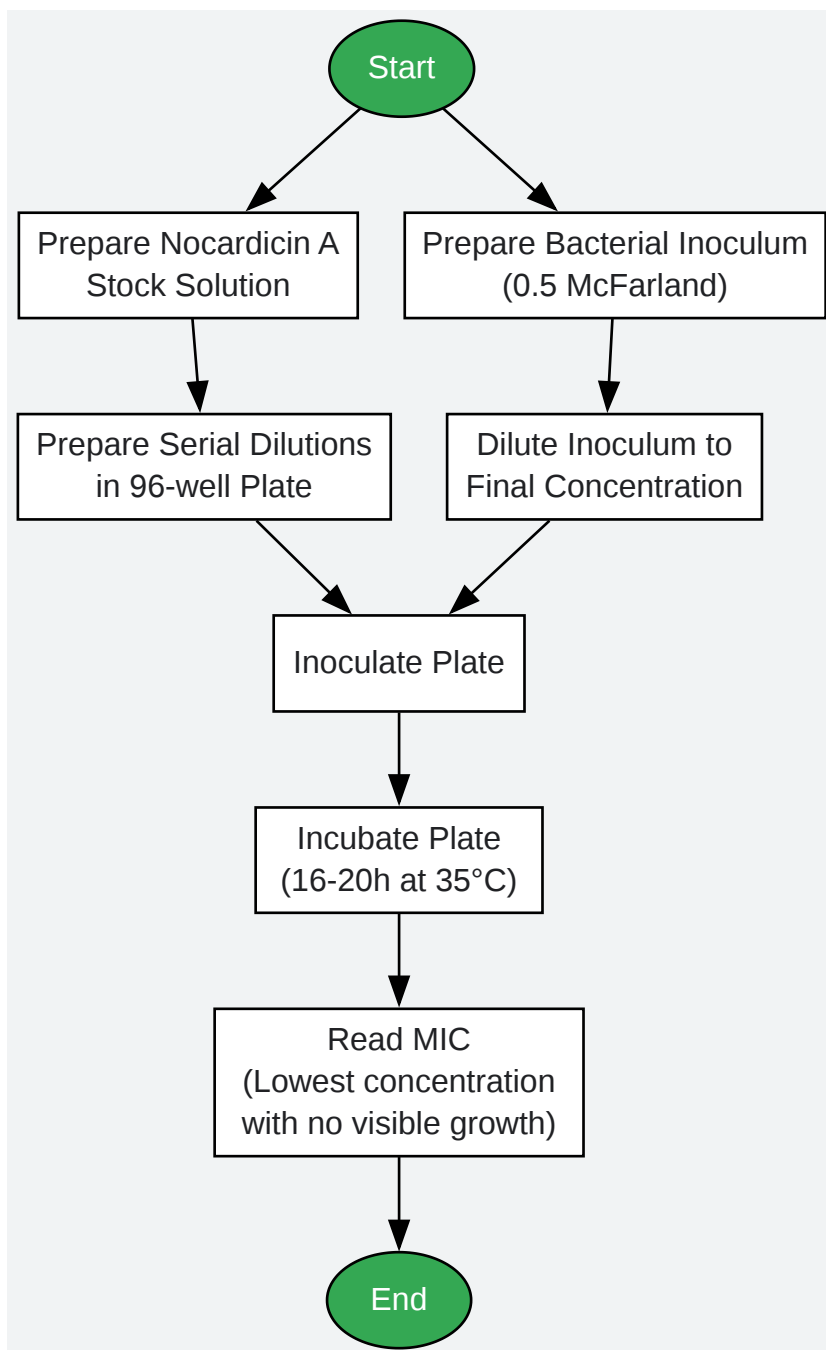 Start
Prepare Nocardicin A
Stock Solution
Prepare Bacterial Inoculum
(0.5 McFarland)
Prepare Serial Dilutions
in 96-well Plate
Dilute Inoculum to
Final Concentration
Inoculate Plate
Incubate Plate
(16-20h at 35°C)
Read MIC
(Lowest concentration
with no visible growth)
End